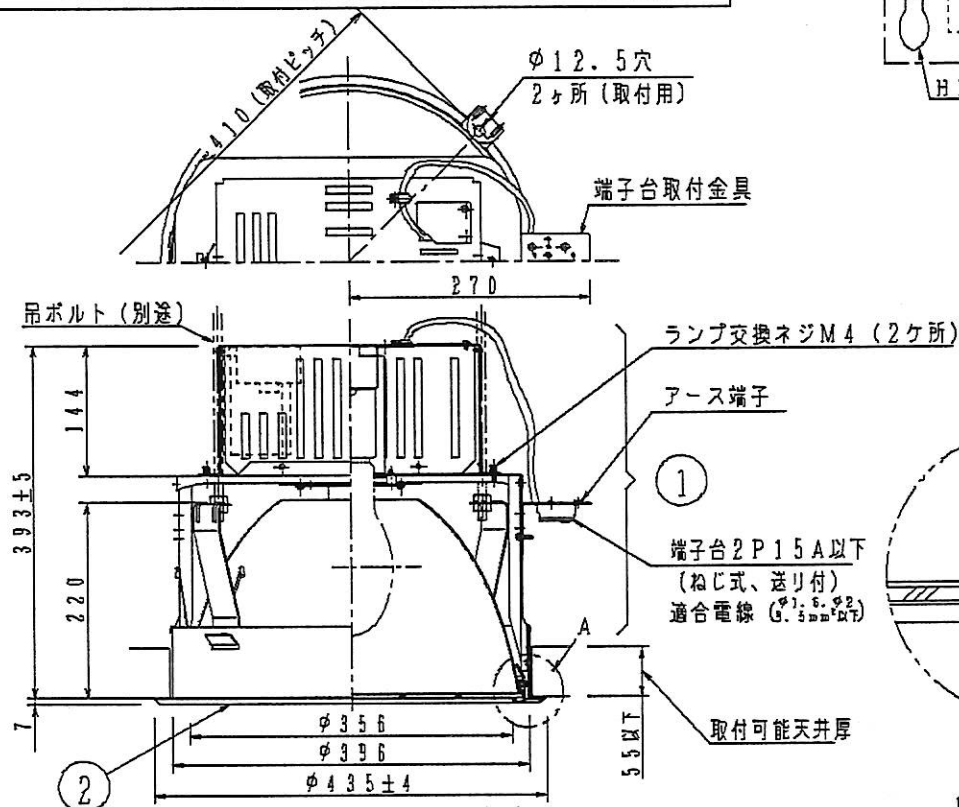 410 (取付ピッチ)
φ12.5穴
2ヶ所 (取付用)
H
端子台取付金具
270
吊ボルト (別途)
ランプ交換ネジM4 (2ケ所)
アース端子
144
393±5
220
7
①
端子台2P15A以下
(ねじ式、送り付)
適合電線
A
55以下
取付可能天井厚
φ356
φ396
φ435±4
②